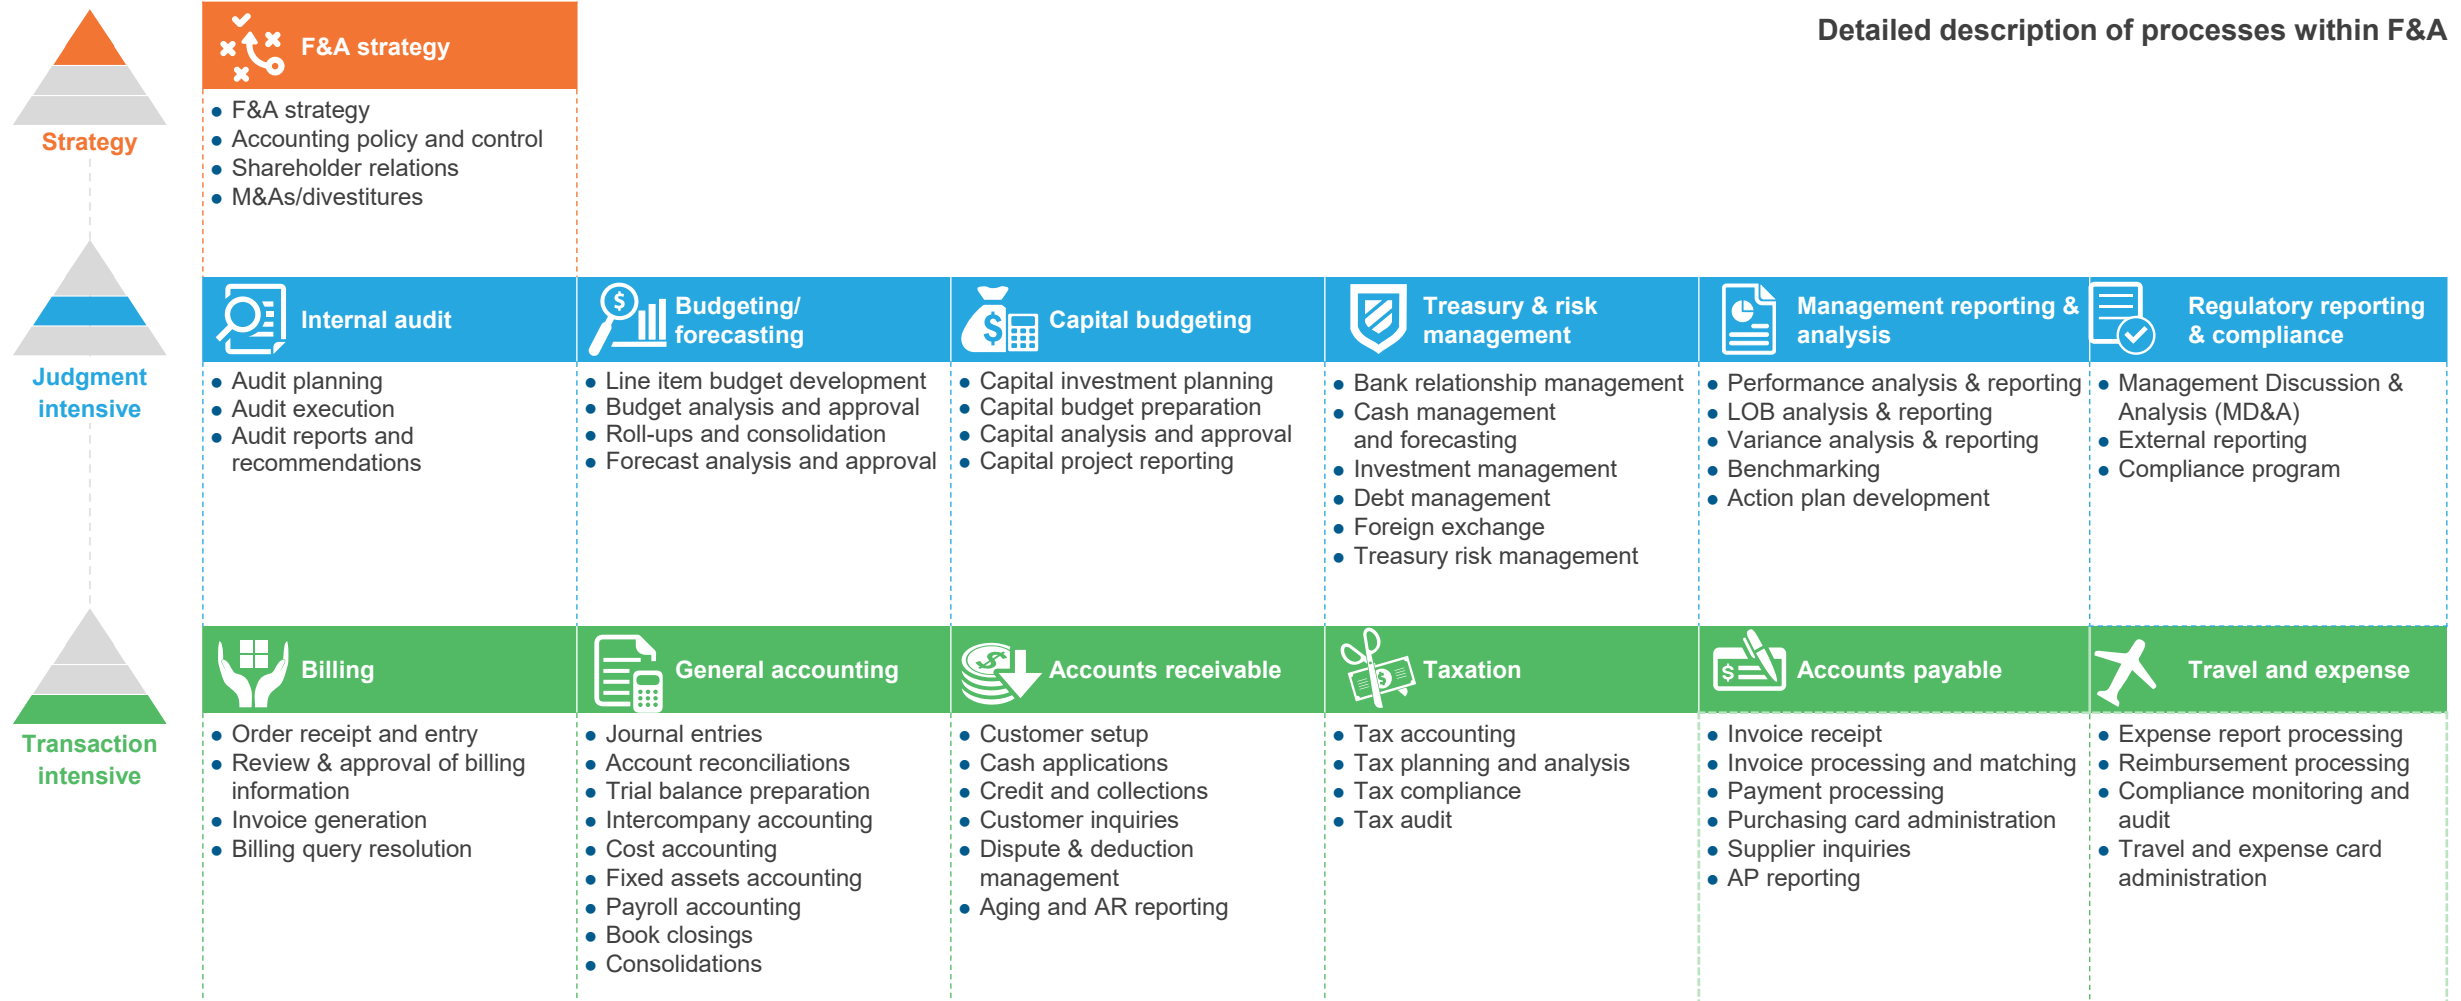 Detailed description of processes within F&A
Strategy
F&A strategy
● F&A strategy
● Accounting policy and control
● Shareholder relations
● M&As/divestitures
Judgment
intensive
Internal audit
● Audit planning
● Audit execution
● Audit reports and
recommendations
Budgeting/
forecasting
● Line item budget development
● Budget analysis and approval
● Roll-ups and consolidation
● Forecast analysis and approval
Capital budgeting
● Capital investment planning
● Capital budget preparation
● Capital analysis and approval
● Capital project reporting
Treasury & risk
management
● Bank relationship management
● Cash management
and forecasting
● Investment management
● Debt management
● Foreign exchange
● Treasury risk management
Management reporting &
analysis
● Performance analysis & reporting
● LOB analysis & reporting
● Variance analysis & reporting
● Benchmarking
● Action plan development
Regulatory reporting
& compliance
● Management Discussion &
Analysis (MD&A)
● External reporting
● Compliance program
Transaction
intensive
Billing
● Order receipt and entry
● Review & approval of billing
information
● Invoice generation
● Billing query resolution
General accounting
● Journal entries
● Account reconciliations
● Trial balance preparation
● Intercompany accounting
● Cost accounting
● Fixed assets accounting
● Payroll accounting
● Book closings
● Consolidations
Accounts receivable
● Customer setup
● Cash applications
● Credit and collections
● Customer inquiries
● Dispute & deduction
management
● Aging and AR reporting
Taxation
● Tax accounting
● Tax planning and analysis
● Tax compliance
● Tax audit
Accounts payable
● Invoice receipt
● Invoice processing and matching
● Payment processing
● Purchasing card administration
● Supplier inquiries
● AP reporting
Travel and expense
● Expense report processing
● Reimbursement processing
● Compliance monitoring and
audit
● Travel and expense card
administration